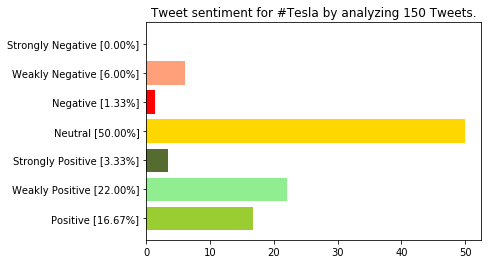 Tweet sentiment for #Tesla by analyzing 150 Tweets.
Strongly Negative [0.00%]
Weakly Negative [6.00%]
Negative [1.33%]
Neutral [50.00%]
Strongly Positive [3.33%]
Weakly Positive [22.00%]
Positive [16.67%]
0 10 20 30 40 50